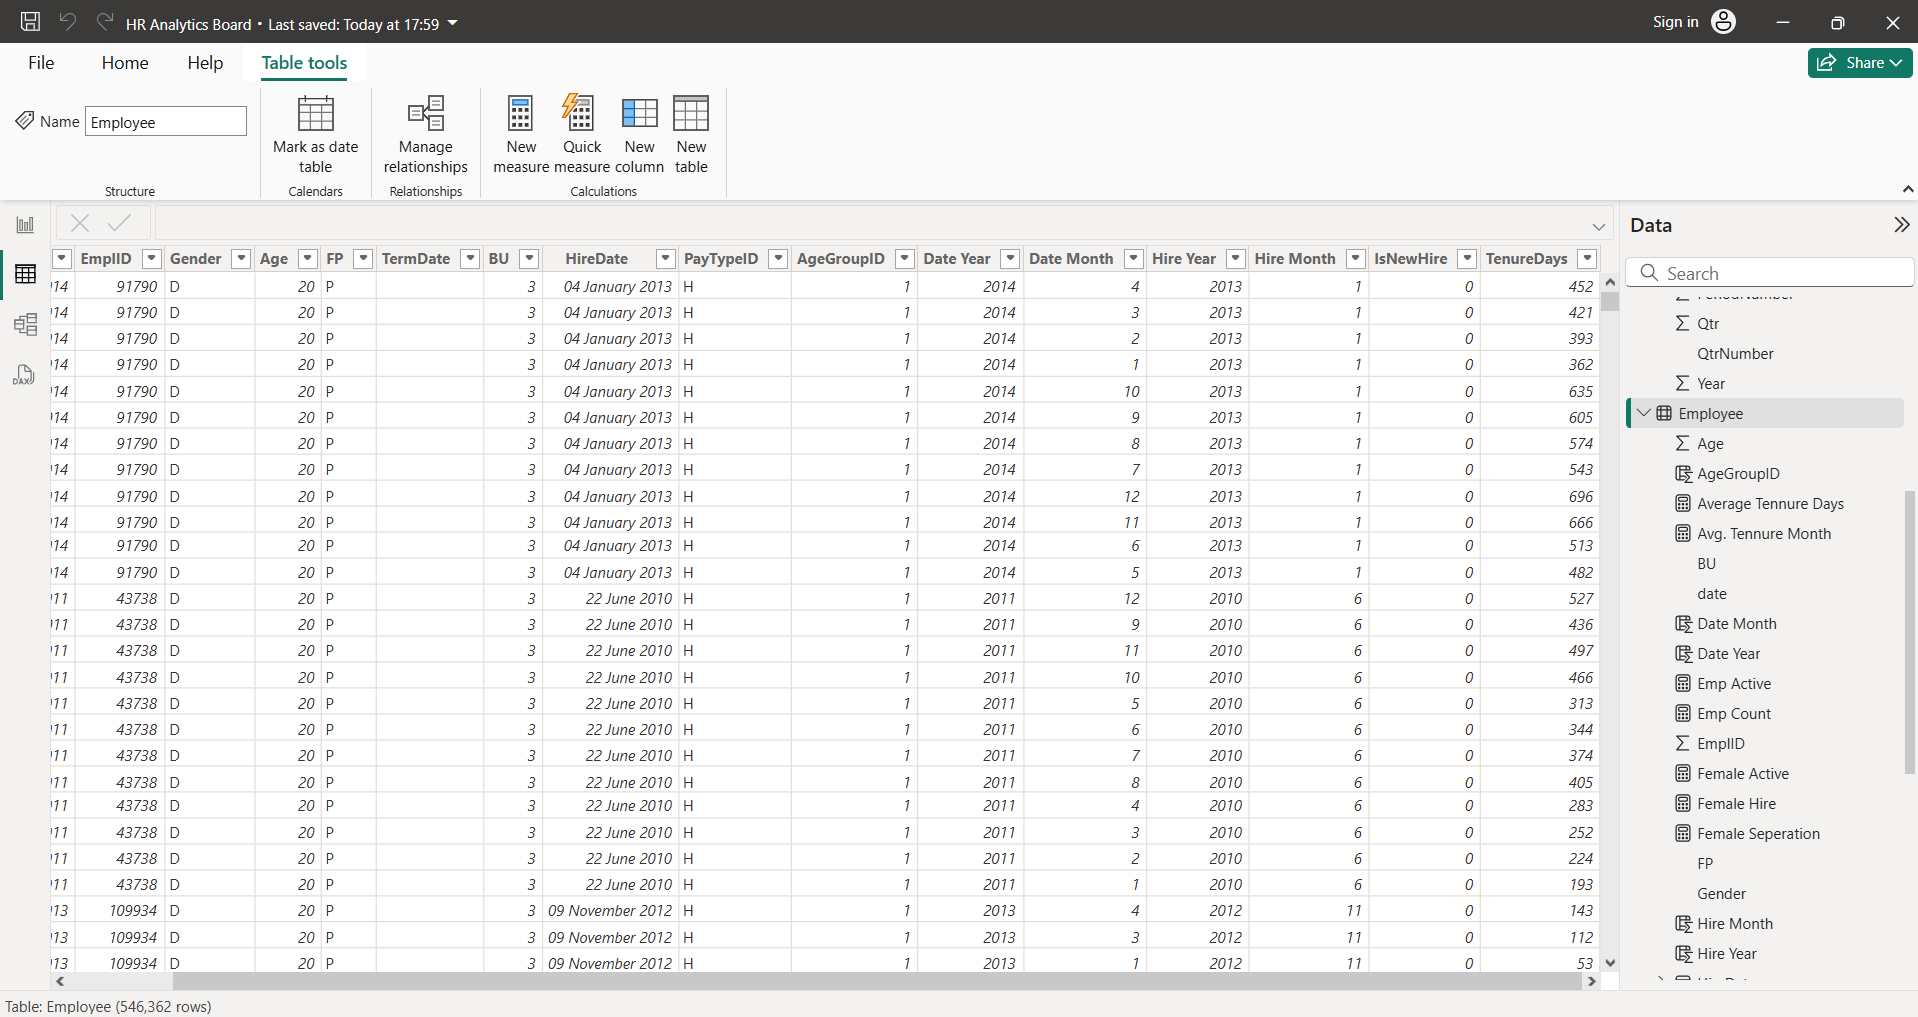 HR Analytics Board • Last saved: Today at 17:59
Sign in
File Home Help Table tools
Share
Name Employee
Mark as date table
Manage relationships
New measure
Quick measure
New column
New table
Structure Calendars Relationships Calculations
DAX
EmplID Gender Age FP TermDate BU HireDate PayTypeID AgeGroupID Date Year Date Month Hire Year Hire Month IsNewHire TenureDays
14 91790 D 20 P 3 04 January 2013 H 1 2014 4 2013 1 0 452
14 91790 D 20 P 3 04 January 2013 H 1 2014 3 2013 1 0 421
14 91790 D 20 P 3 04 January 2013 H 1 2014 2 2013 1 0 393
14 91790 D 20 P 3 04 January 2013 H 1 2014 1 2013 1 0 362
14 91790 D 20 P 3 04 January 2013 H 1 2014 10 2013 1 0 635
14 91790 D 20 P 3 04 January 2013 H 1 2014 9 2013 1 0 605
14 91790 D 20 P 3 04 January 2013 H 1 2014 8 2013 1 0 574
14 91790 D 20 P 3 04 January 2013 H 1 2014 7 2013 1 0 543
14 91790 D 20 P 3 04 January 2013 H 1 2014 12 2013 1 0 696
14 91790 D 20 P 3 04 January 2013 H 1 2014 11 2013 1 0 666
14 91790 D 20 P 3 04 January 2013 H 1 2014 6 2013 1 0 513
14 91790 D 20 P 3 04 January 2013 H 1 2014 5 2013 1 0 482
11 43738 D 20 P 3 22 June 2010 H 1 2011 12 2010 6 0 527
11 43738 D 20 P 3 22 June 2010 H 1 2011 9 2010 6 0 436
11 43738 D 20 P 3 22 June 2010 H 1 2011 11 2010 6 0 497
11 43738 D 20 P 3 22 June 2010 H 1 2011 10 2010 6 0 466
11 43738 D 20 P 3 22 June 2010 H 1 2011 5 2010 6 0 313
11 43738 D 20 P 3 22 June 2010 H 1 2011 6 2010 6 0 344
11 43738 D 20 P 3 22 June 2010 H 1 2011 7 2010 6 0 374
11 43738 D 20 P 3 22 June 2010 H 1 2011 8 2010 6 0 405
11 43738 D 20 P 3 22 June 2010 H 1 2011 4 2010 6 0 283
11 43738 D 20 P 3 22 June 2010 H 1 2011 3 2010 6 0 252
11 43738 D 20 P 3 22 June 2010 H 1 2011 2 2010 6 0 224
11 43738 D 20 P 3 22 June 2010 H 1 2011 1 2010 6 0 193
13 109934 D 20 P 3 09 November 2012 H 1 2013 4 2012 11 0 143
13 109934 D 20 P 3 09 November 2012 H 1 2013 3 2012 11 0 112
13 109934 D 20 P 3 09 November 2012 H 1 2013 1 2012 11 0 53
Data
Search
Qtr
QtrNumber
Year
Employee
Age
AgeGroupID
Average Tennure Days
Avg. Tennure Month
BU
date
Date Month
Date Year
Emp Active
Emp Count
EmplID
Female Active
Female Hire
Female Seperation
FP
Gender
Hire Month
Hire Year
Table: Employee (546,362 rows)